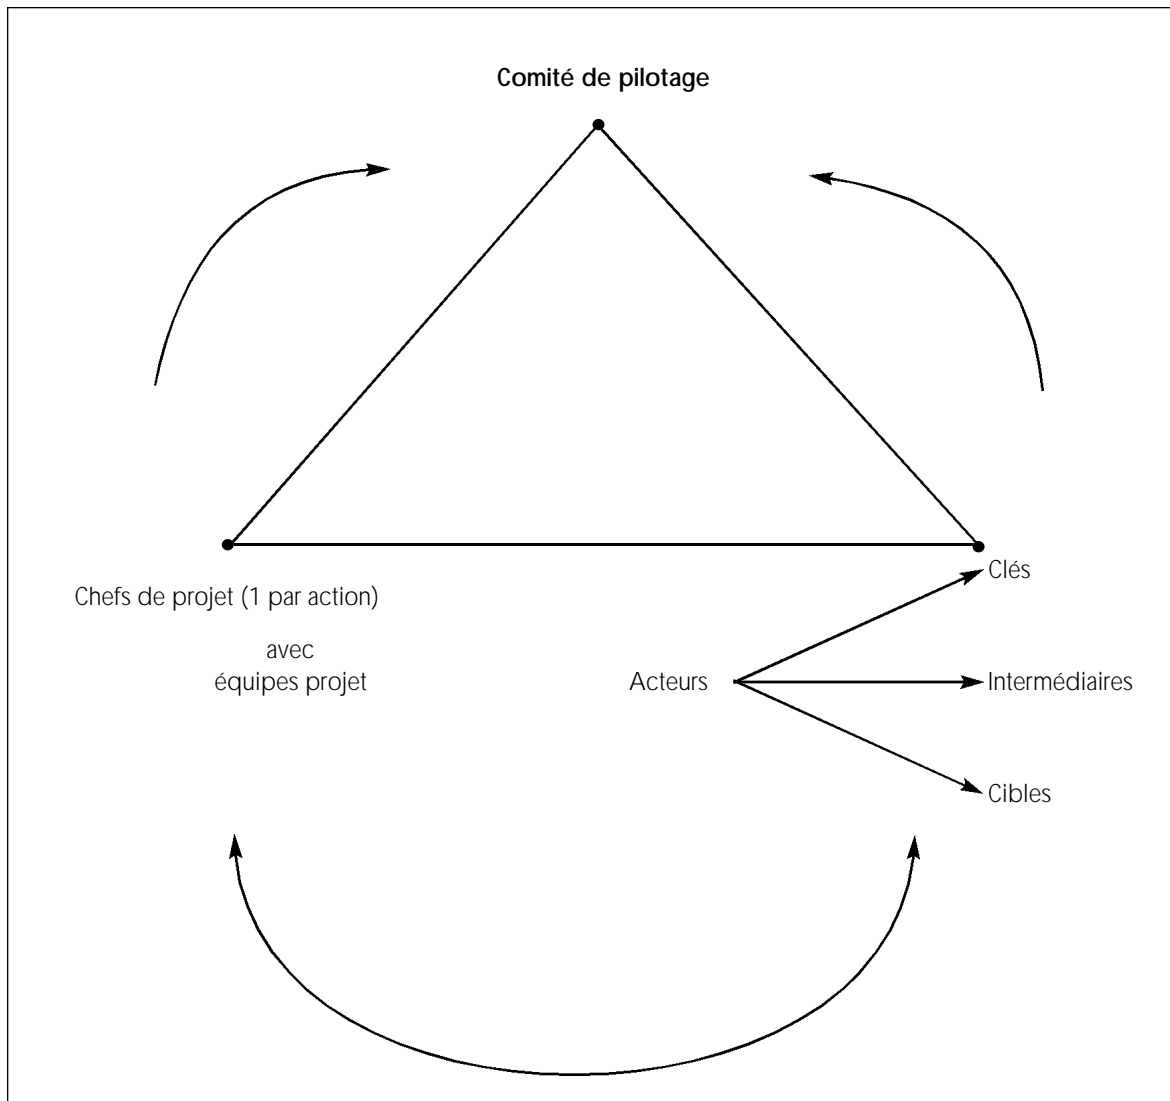 Comité de pilotage
Chefs de projet (1 par action)
avec
équipes projet
Acteurs
Clés
Intermédiaires
Cibles